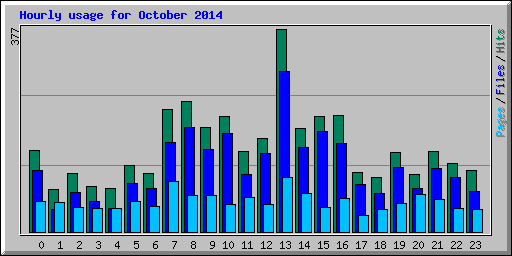 Hourly usage for October 2014
377
Pages / Files / Hits
0 1 2 3 4 5 6 7 8 9 10 11 12 13 14 15 16 17 18 19 20 21 22 23